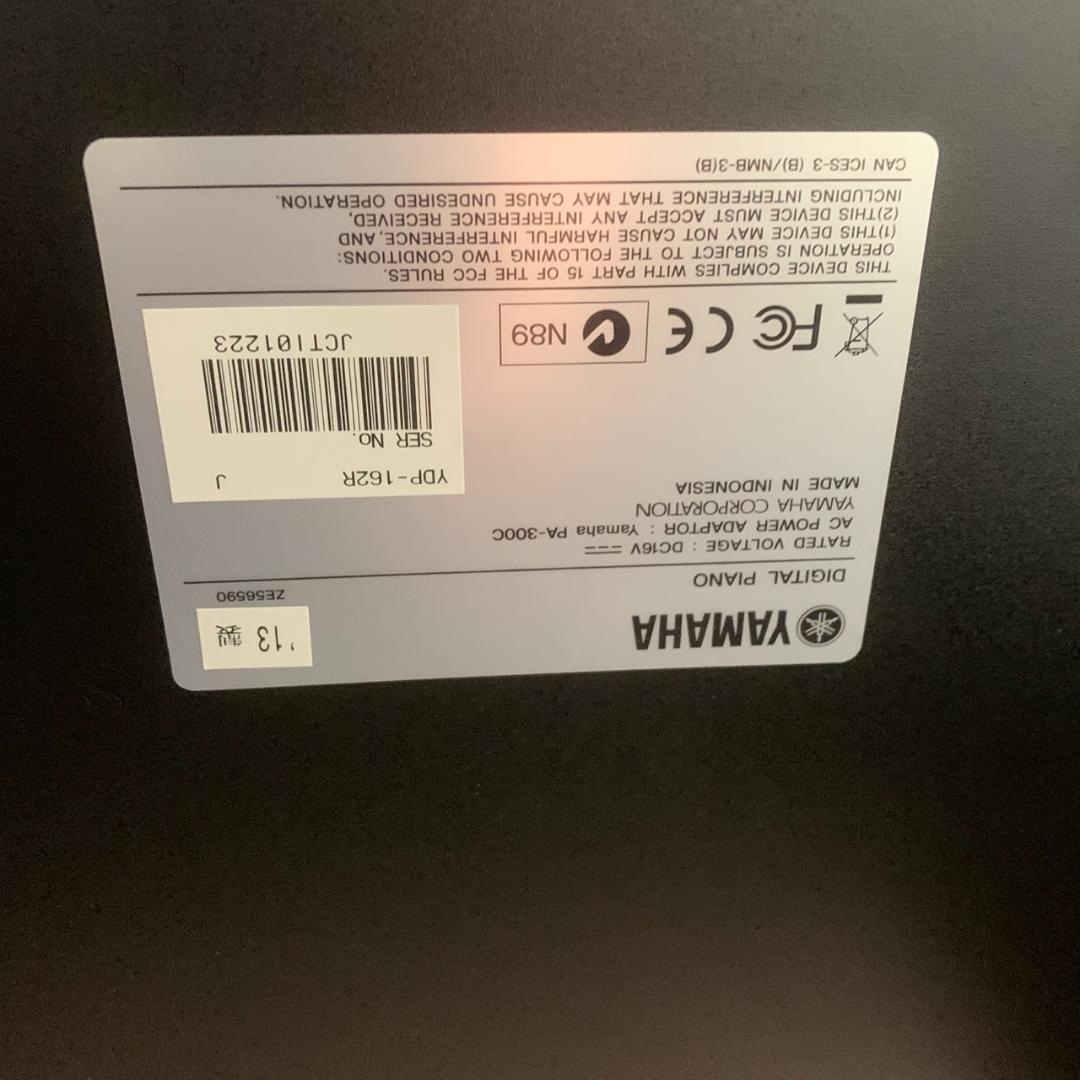 YAMAHA
'13 製
ZE56590
DIGITAL PIANO
RATED VOLTAGE : DC16V
AC POWER ADAPTOR : Yamaha PA-300C
YAMAHA CORPORATION
MADE IN INDONESIA
YDP-162R J
SER No.
JCTI01223
FC CE N89
THIS DEVICE COMPLIES WITH PART 15 OF THE FCC RULES.
OPERATION IS SUBJECT TO THE FOLLOWING TWO CONDITIONS:
(1)THIS DEVICE MAY NOT CAUSE HARMFUL INTERFERENCE, AND
(2)THIS DEVICE MUST ACCEPT ANY INTERFERENCE RECEIVED,
INCLUDING INTERFERENCE THAT MAY CAUSE UNDESIRED OPERATION.
CAN ICES-3 (B)/NMB-3(B)